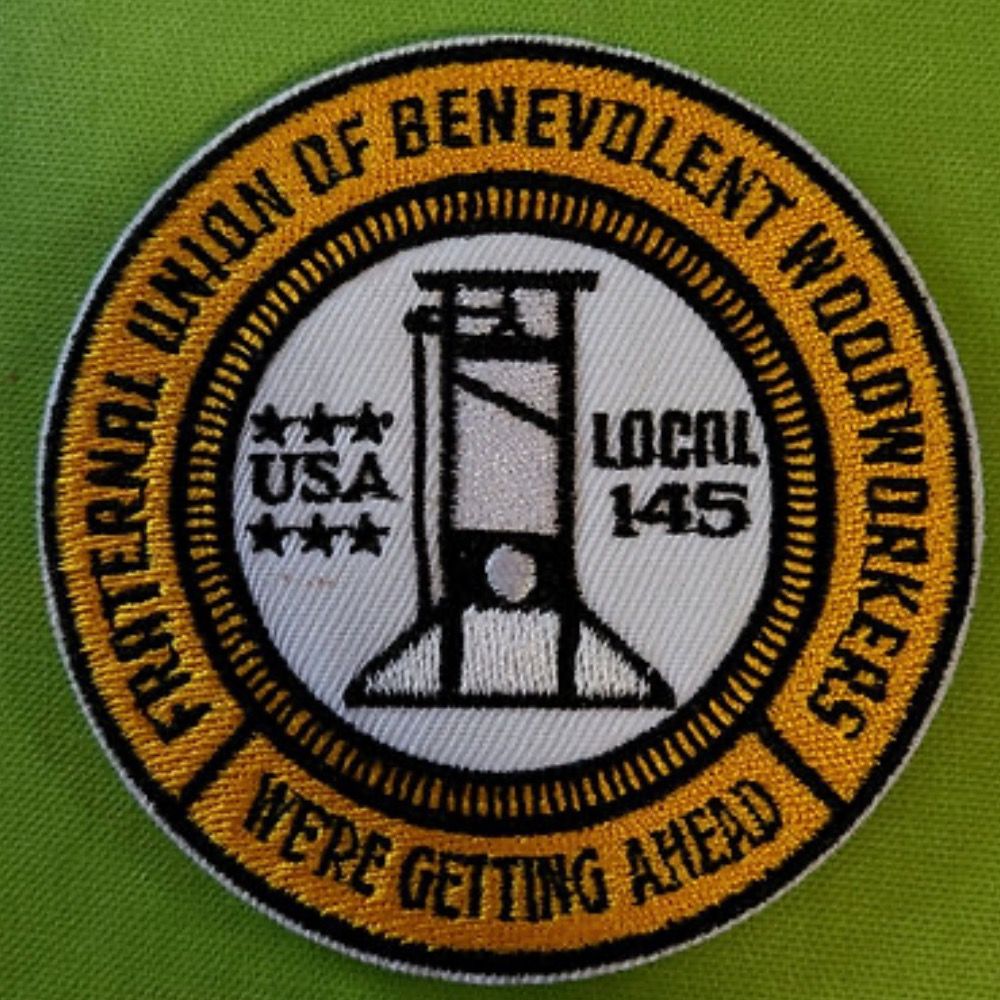 FRATERNAL UNION OF BENEVOLENT WOODWORKERS
★★★
USA
★★★
LOCAL
145
WE'RE GETTING AHEAD